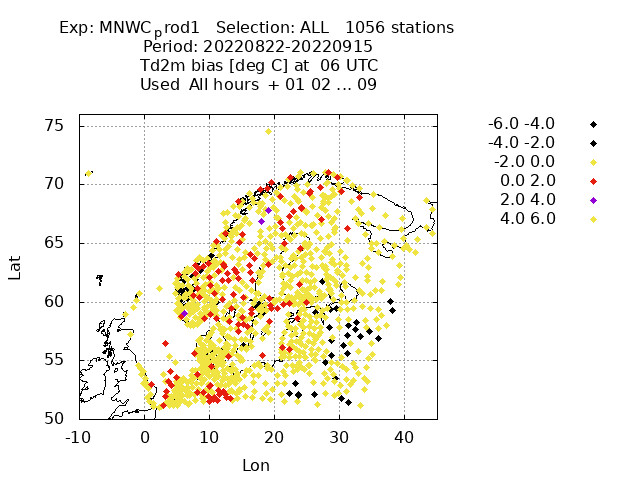 Exp: MNWCprod1 Selection: ALL 1056 stations
Period: 20220822-20220915
Td2m bias [deg C] at 06 UTC
Used All hours + 01 02 ... 09
-6.0 -4.0
-4.0 -2.0
-2.0 0.0
0.0 2.0
2.0 4.0
4.0 6.0
75
70
65
60
55
50
Lat
-10 0 10 20 30 40
Lon